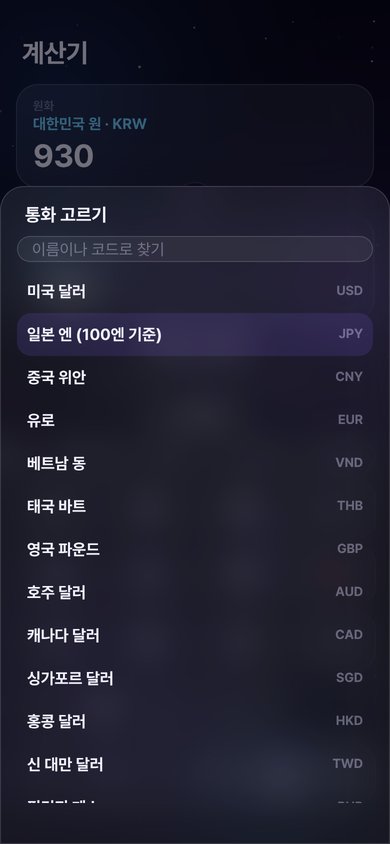 계산기
원화
대한민국 원 · KRW
930
통화 고르기
이름이나 코드로 찾기
미국 달러 USD
일본 엔 (100엔 기준) JPY
중국 위안 CNY
유로 EUR
베트남 동 VND
태국 바트 THB
영국 파운드 GBP
호주 달러 AUD
캐나다 달러 CAD
싱가포르 달러 SGD
홍콩 달러 HKD
신 대만 달러 TWD